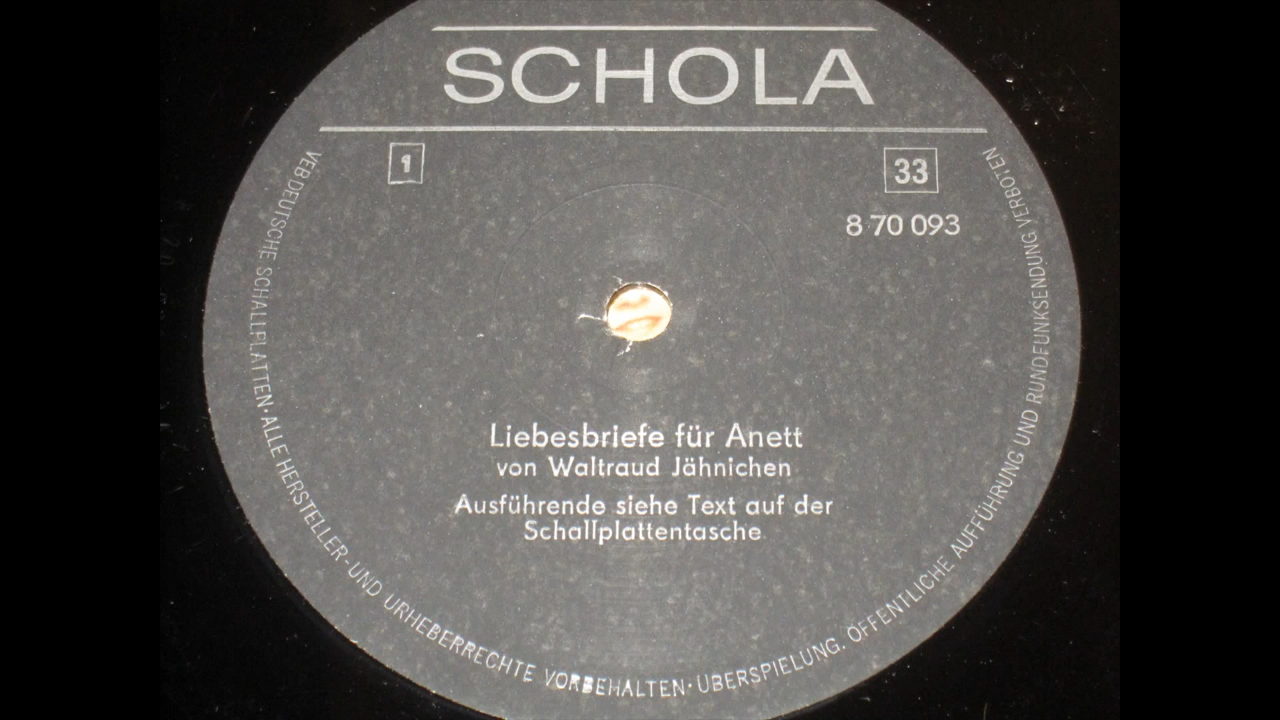 SCHOLA
1
33
8 70 093
Liebesbriefe für Anett
von Waltraud Jähnichen
Ausführende siehe Text auf der
Schallplattentasche
VEB DEUTSCHE SCHALLPLATTEN · ALLE HERSTELLER- UND URHEBERRECHTE VORBEHALTEN · ÜBERSPIELUNG, ÖFFENTLICHE AUFFÜHRUNG UND RUNDFUNKSENDUNG VERBOTEN